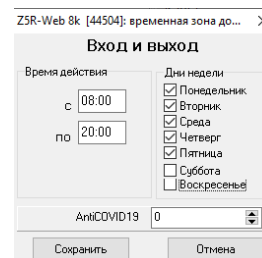 Z5R-Web 8k [44504]: временная зона до...
Вход и
выход
Время действия
с 08:00
по 20:00
Дни недели
Понедельник
Вторник
Среда
Четверг
Пятница
Суббота
Воскресенье
AntiCOVID19 0
Сохранить Отмена